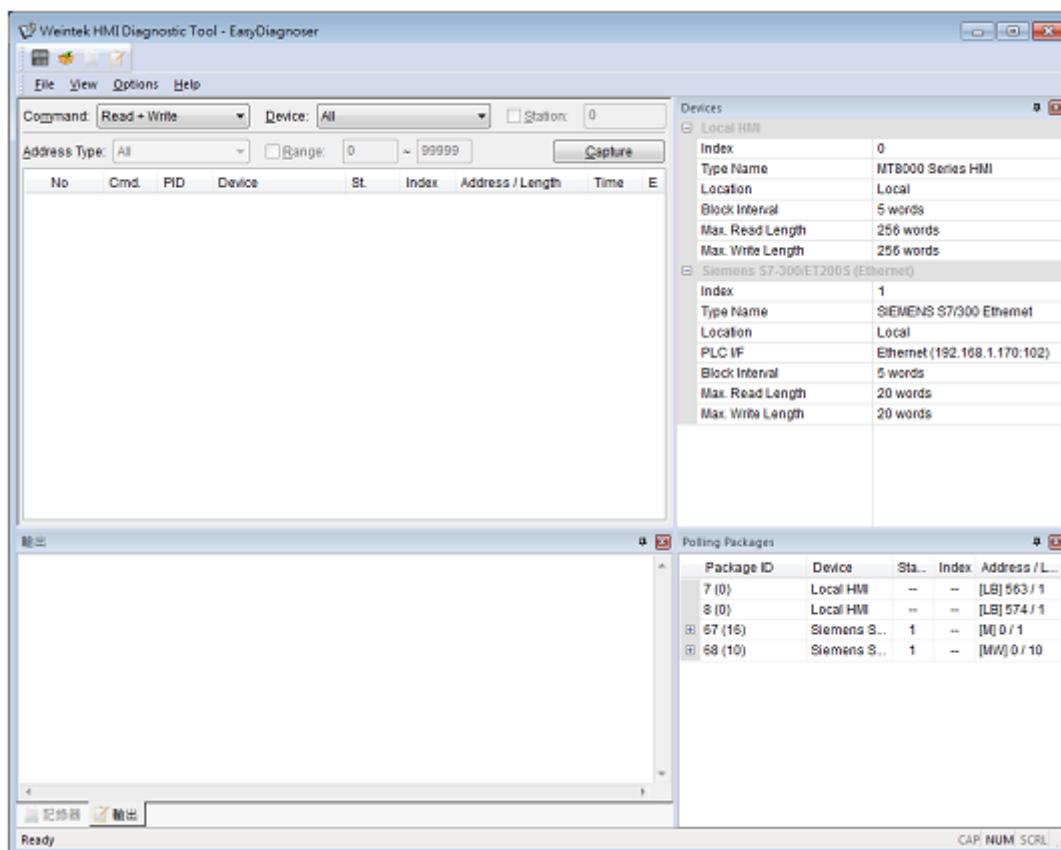 Weintek HMI Diagnostic Tool - EasyDiagnoser
File View Options Help
Command: Read + Write Device: All Station: 0
Address Type: All Range: 0 ~ 99999 Capture
No Cmd. PID Device St. Index Address / Length Time E
Devices
Local HMI
Index 0
Type Name MT8000 Series HMI
Location Local
Block Interval 5 words
Max. Read Length 256 words
Max. Write Length 256 words
Siemens S7-300/ET200S (Ethernet)
Index 1
Type Name SIEMENS S7/300 Ethernet
Location Local
PLC I/F Ethernet (192.168.1.170:102)
Block Interval 5 words
Max. Read Length 20 words
Max. Write Length 20 words
輸出
記錄器 輸出
Polling Packages
Package ID Device Sta... Index Address / L...
7 (0) Local HMI -- -- [LB] 563 / 1
8 (0) Local HMI -- -- [LB] 574 / 1
67 (16) Siemens S... 1 -- [M] 0 / 1
68 (10) Siemens S... 1 -- [MW] 0 / 10
Ready CAP NUM SCRL